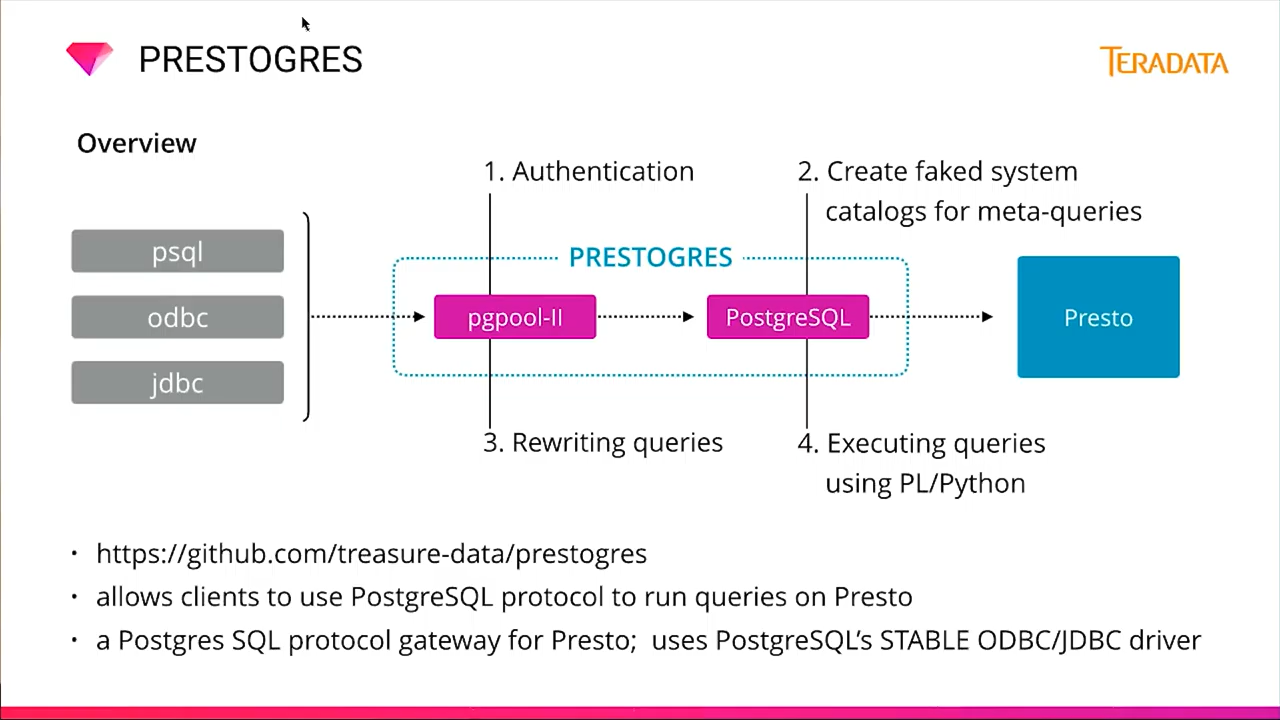 PRESTOGRES
TERADATA
Overview
1. Authentication
2. Create faked system
catalogs for meta-queries
psql
odbc
jdbc
PRESTOGRES
pgpool-II
PostgreSQL
Presto
3. Rewriting queries
4. Executing queries
using PL/Python
• https://github.com/treasure-data/prestogres
• allows clients to use PostgreSQL protocol to run queries on Presto
• a Postgres SQL protocol gateway for Presto;  uses PostgreSQL’s STABLE ODBC/JDBC driver